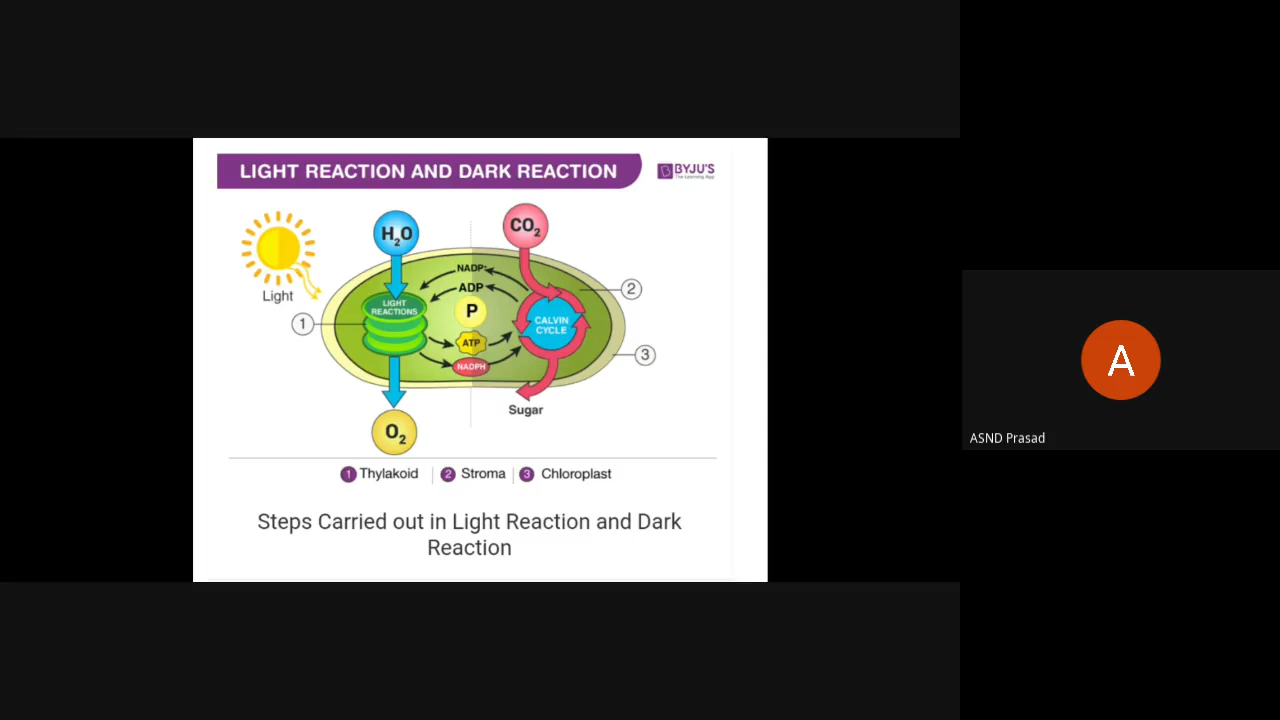 LIGHT REACTION AND DARK REACTION
BYJU'S
The Learning App
H₂O
CO₂
Light
NADP+
ADP
LIGHT
REACTIONS
P
CALVIN
CYCLE
ATP
NADPH
1
2
3
Sugar
O₂
1 Thylakoid
2 Stroma
3 Chloroplast
Steps Carried out in Light Reaction and Dark
Reaction
A
ASND Prasad